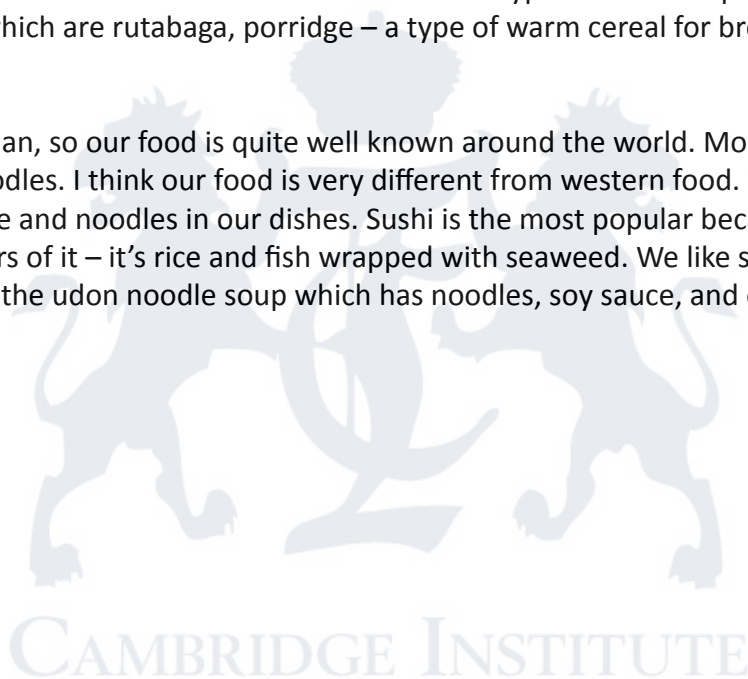 which are rutabaga, porridge – a type of warm cereal for bre
an, so our food is quite well known around the world. Mo
odles. I think our food is very different from western food.
e and noodles in our dishes. Sushi is the most popular bec
rs of it – it’s rice and fish wrapped with seaweed. We like s
the udon noodle soup which has noodles, soy sauce, and
CAMBRIDGE INSTITUTE